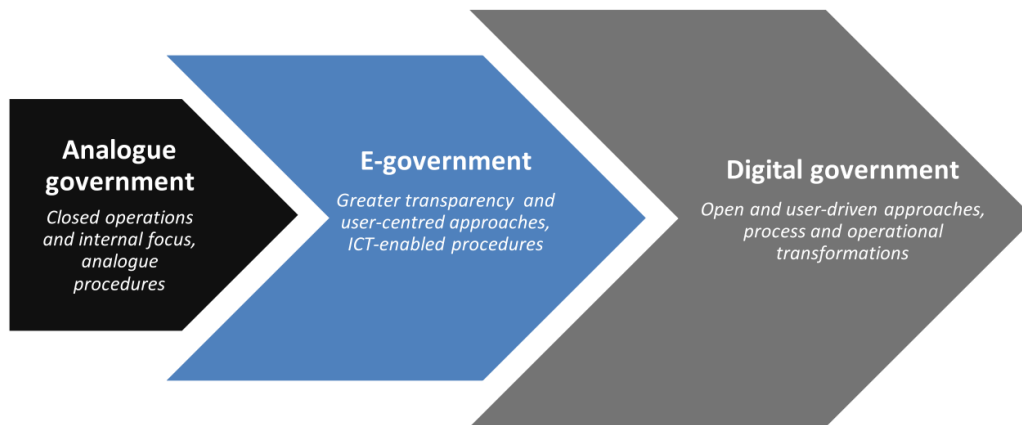 Analogue
government
Closed operations
and internal focus,
analogue
procedures
E-government
Greater transparency and
user-centred approaches,
ICT-enabled procedures
Digital government
Open and user-driven approaches,
process and operational
transformations